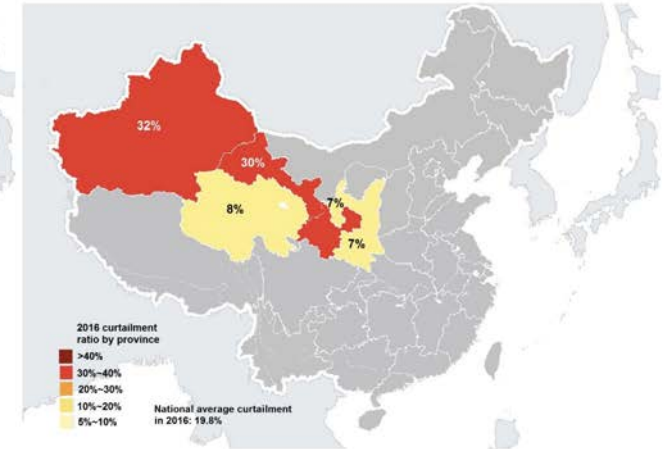 32%
30%
8%
7%
7%
2016 curtailment
ratio by province
>40%
30%~40%
20%~30%
10%~20%
5%~10%
National average curtailment
in 2016: 19.8%